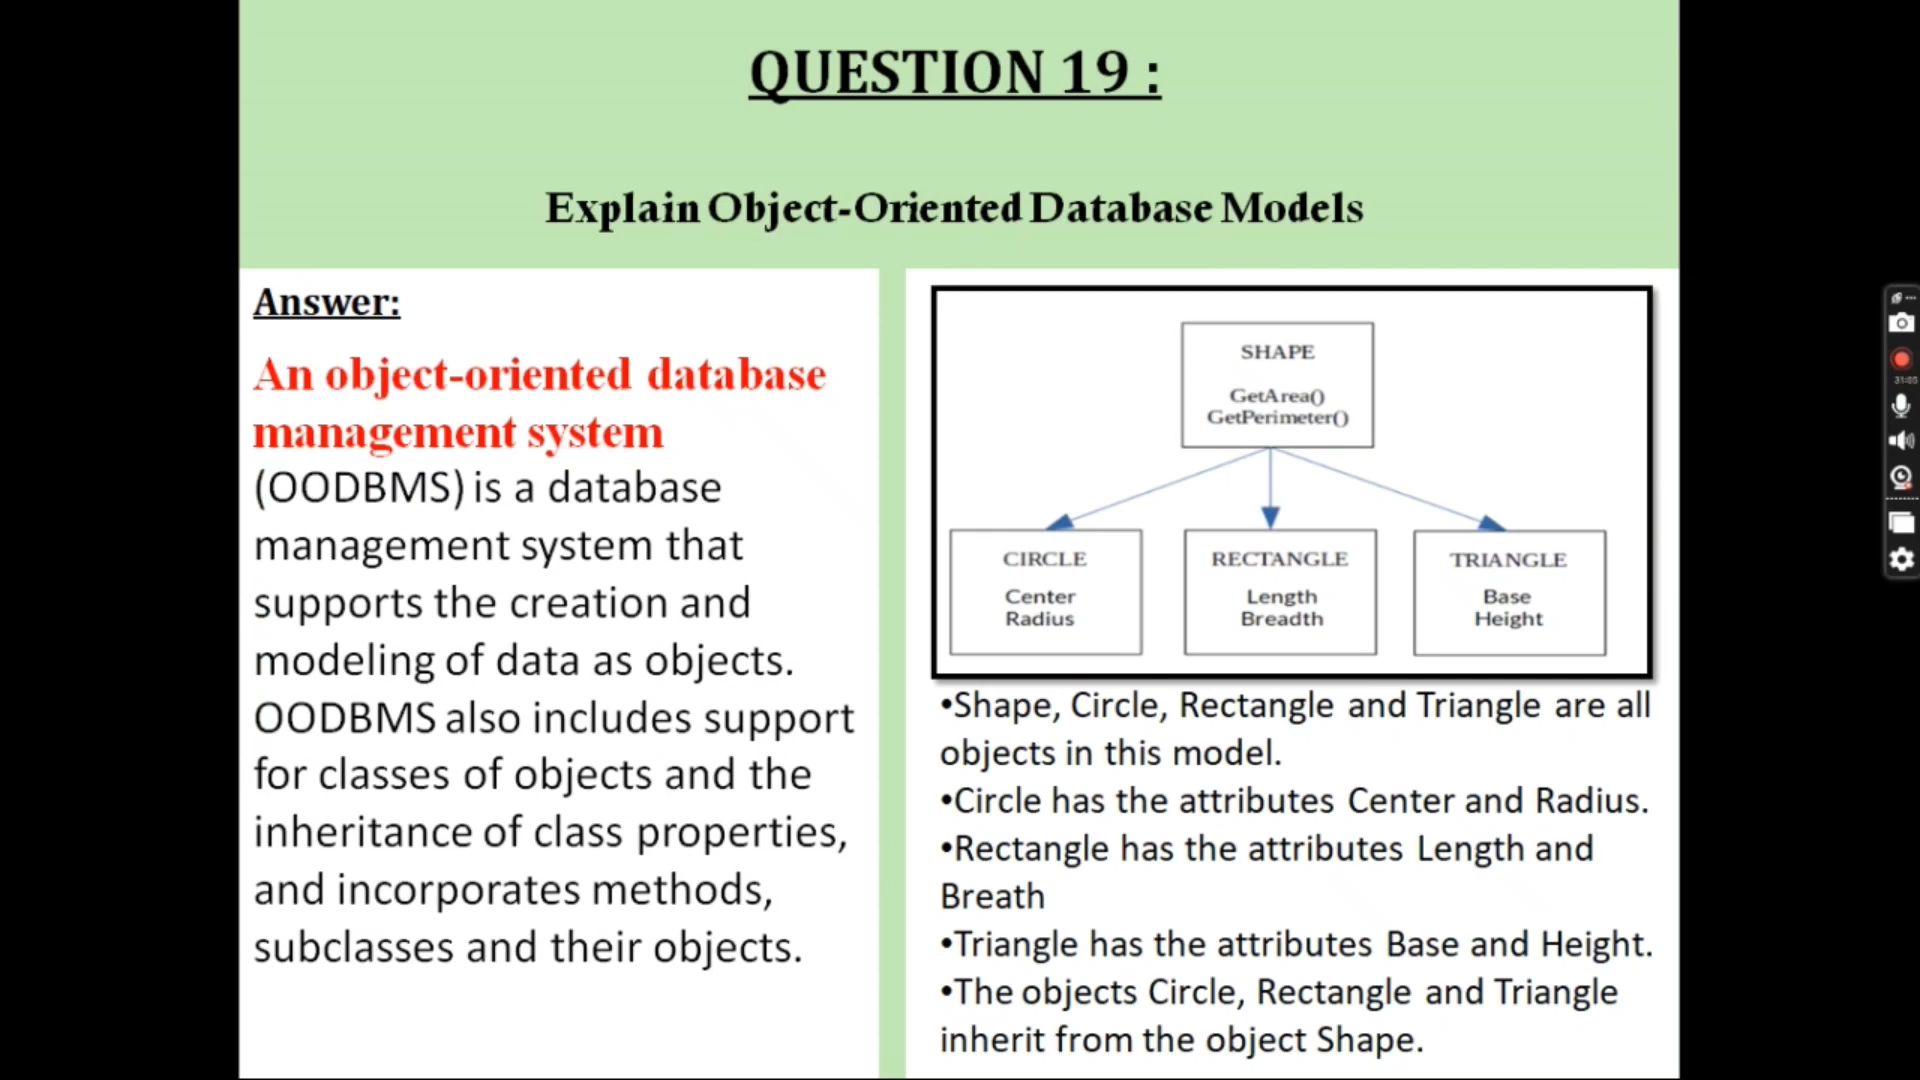 QUESTION 19 :
Explain Object-Oriented Database Models
Answer:
An object-oriented database
management system
(OODBMS) is a database
management system that
supports the creation and
modeling of data as objects.
OODBMS also includes support
for classes of objects and the
inheritance of class properties,
and incorporates methods,
subclasses and their objects.
SHAPE
GetArea()
GetPerimeter()
CIRCLE
Center
Radius
RECTANGLE
Length
Breadth
TRIANGLE
Base
Height
•Shape, Circle, Rectangle and Triangle are all
objects in this model.
•Circle has the attributes Center and Radius.
•Rectangle has the attributes Length and
Breath
•Triangle has the attributes Base and Height.
•The objects Circle, Rectangle and Triangle
inherit from the object Shape.
31:05